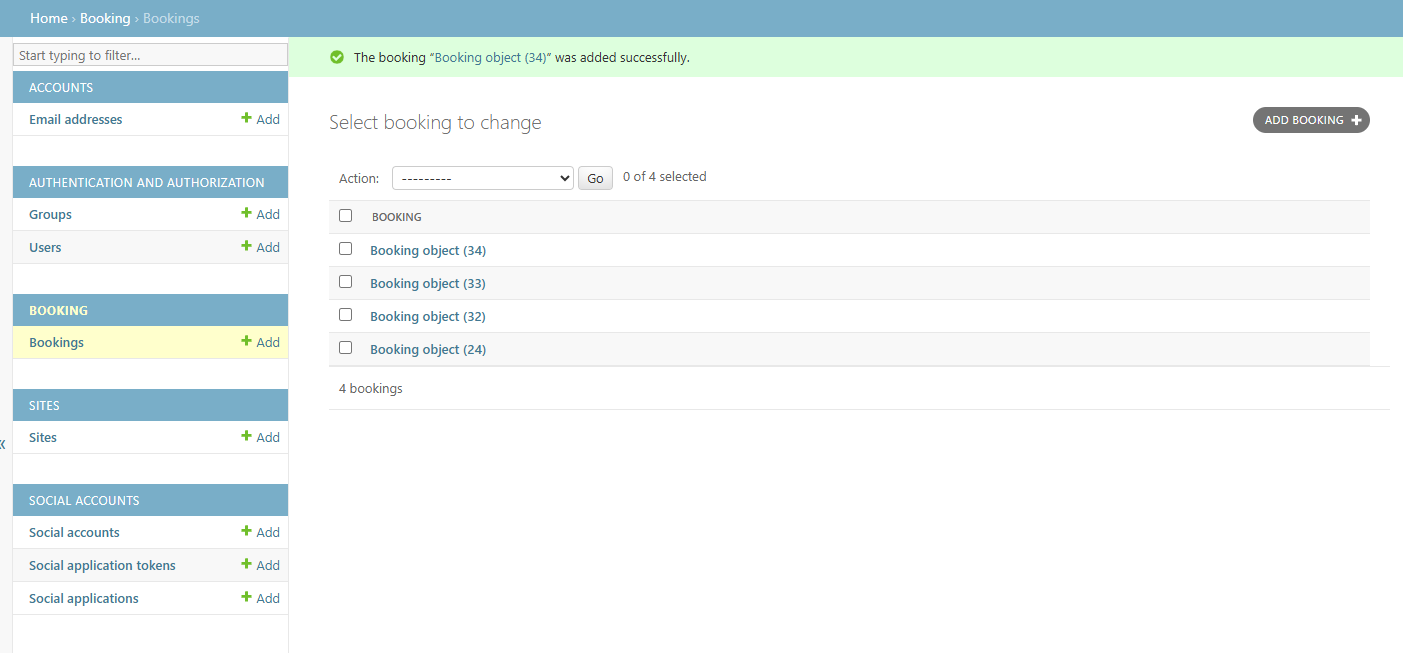 Home › Booking › Bookings
Start typing to filter...
ACCOUNTS
Email addresses + Add
AUTHENTICATION AND AUTHORIZATION
Groups + Add
Users + Add
BOOKING
Bookings + Add
SITES
Sites + Add
SOCIAL ACCOUNTS
Social accounts + Add
Social application tokens + Add
Social applications + Add
«
The booking “Booking object (34)” was added successfully.
Select booking to change
ADD BOOKING +
Action: --------- Go 0 of 4 selected
BOOKING
Booking object (34)
Booking object (33)
Booking object (32)
Booking object (24)
4 bookings